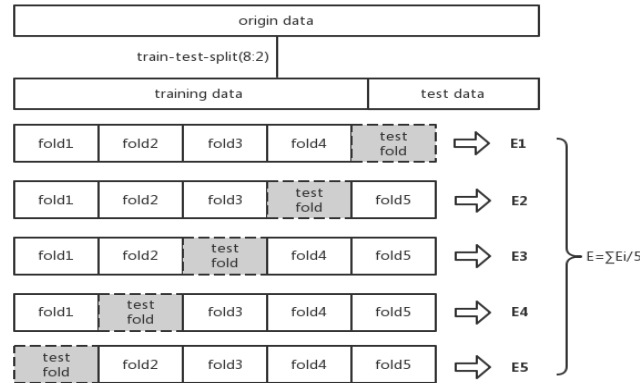 origin data
train-test-split(8:2)
training data test data
fold1 fold2 fold3 fold4 test fold E1
fold1 fold2 fold3 test fold fold5 E2
fold1 fold2 test fold fold4 fold5 E3
E=∑Ei/5
fold1 test fold fold3 fold4 fold5 E4
test fold fold2 fold3 fold4 fold5 E5